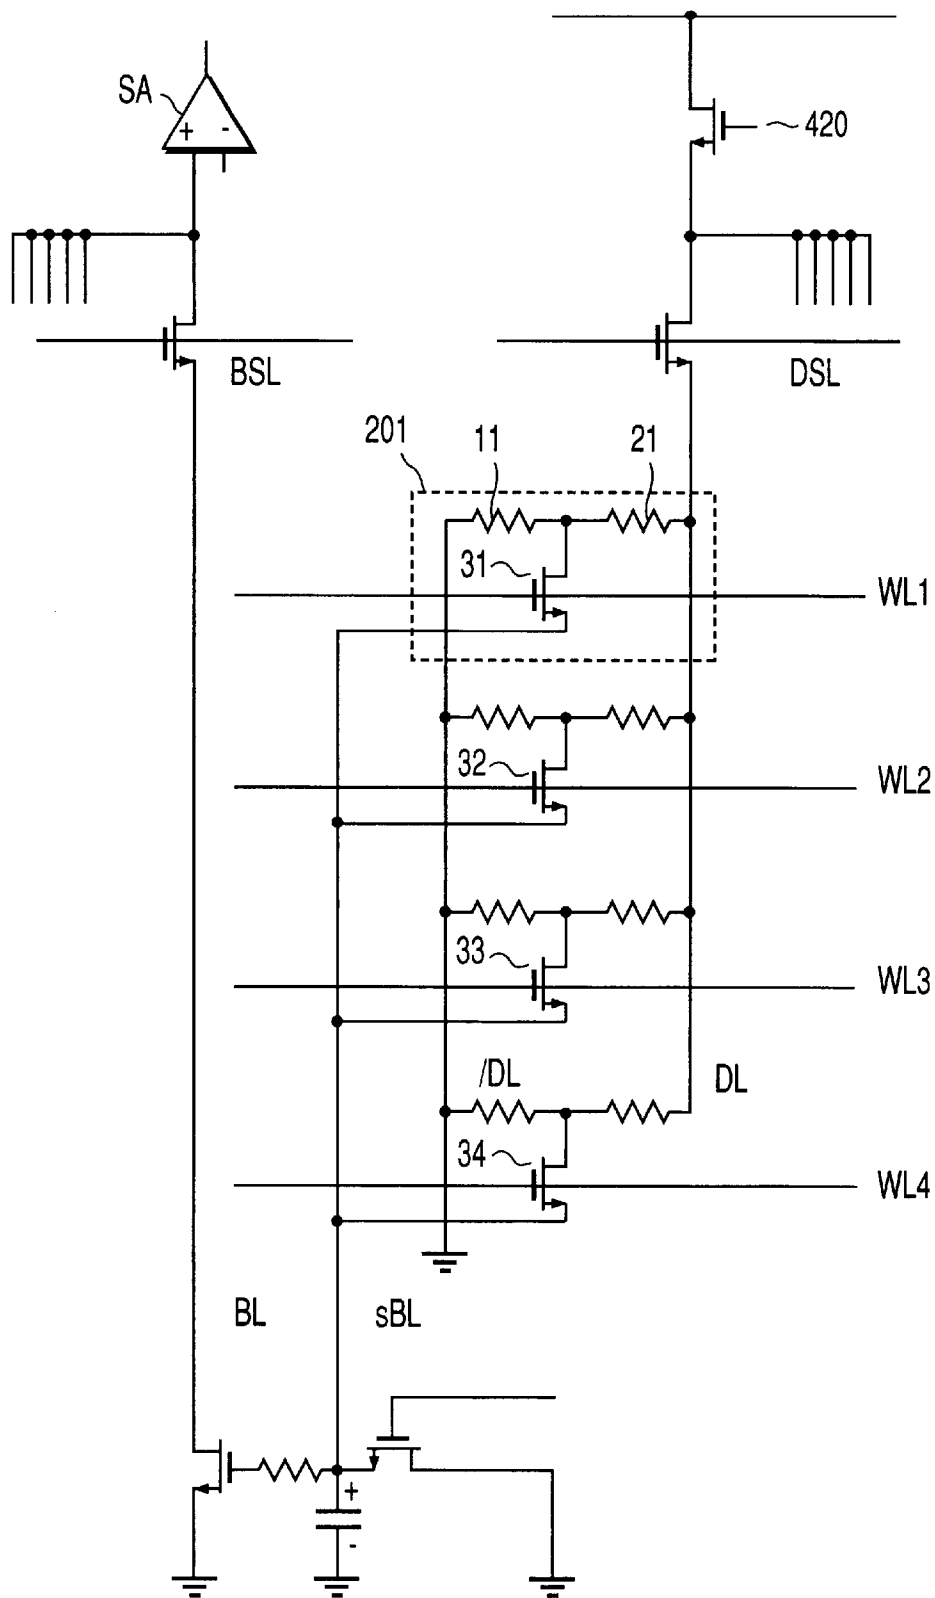 SA
+ -
420
BSL
DSL
201
11
21
31
WL1
32
WL2
33
WL3
/DL
DL
34
WL4
BL
sBL
+
-